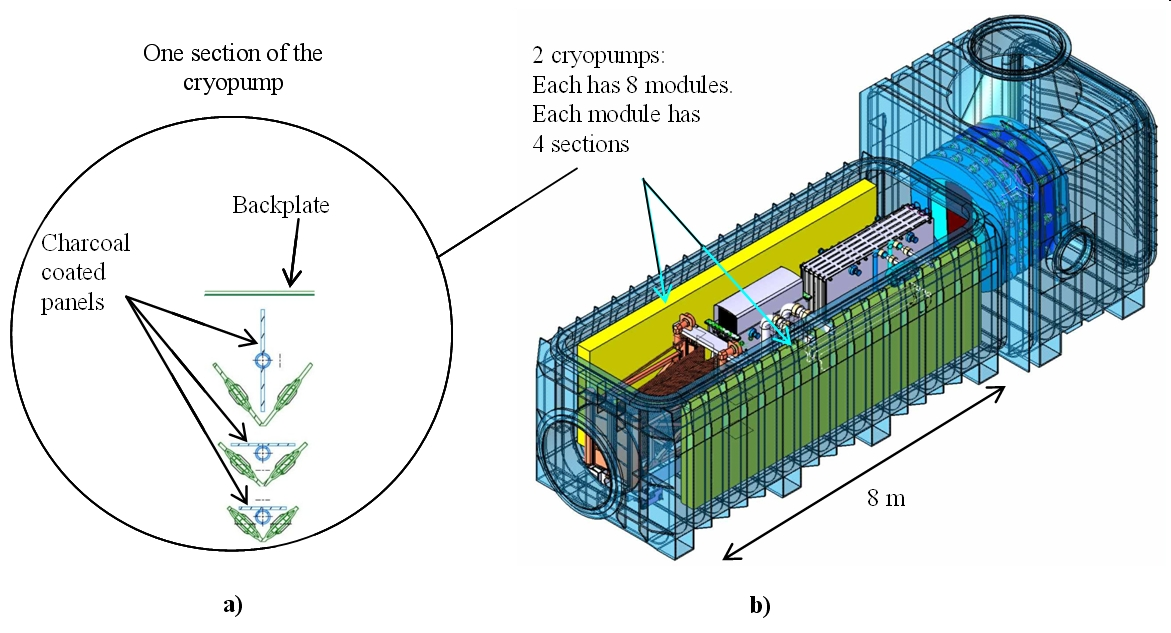 One section of the
cryopump
Backplate
Charcoal
coated
panels
a)
2 cryopumps:
Each has 8 modules.
Each module has
4 sections
8 m
b)